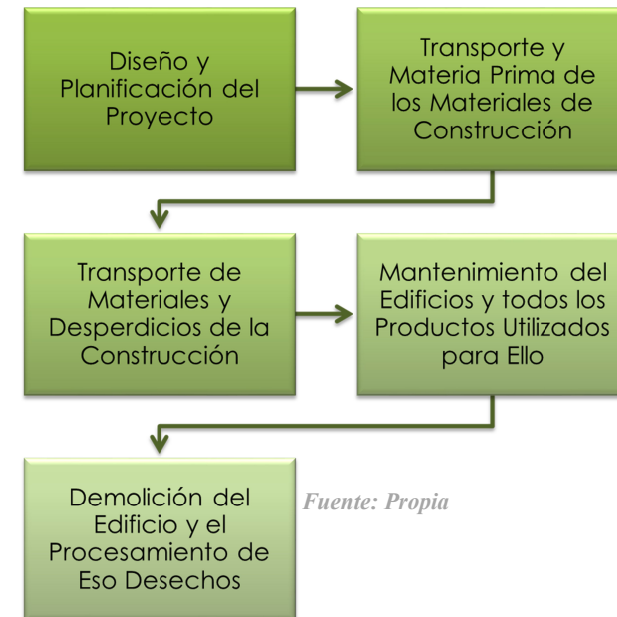 Diseño y
Planificación del
Proyecto
Transporte y
Materia Prima de
los Materiales de
Construcción
Transporte de
Materiales y
Desperdicios de la
Construcción
Mantenimiento del
Edificios y todos los
Productos Utilizados
para Ello
Demolición del
Edificio y el
Procesamiento de
Eso Desechos
Fuente: Propia